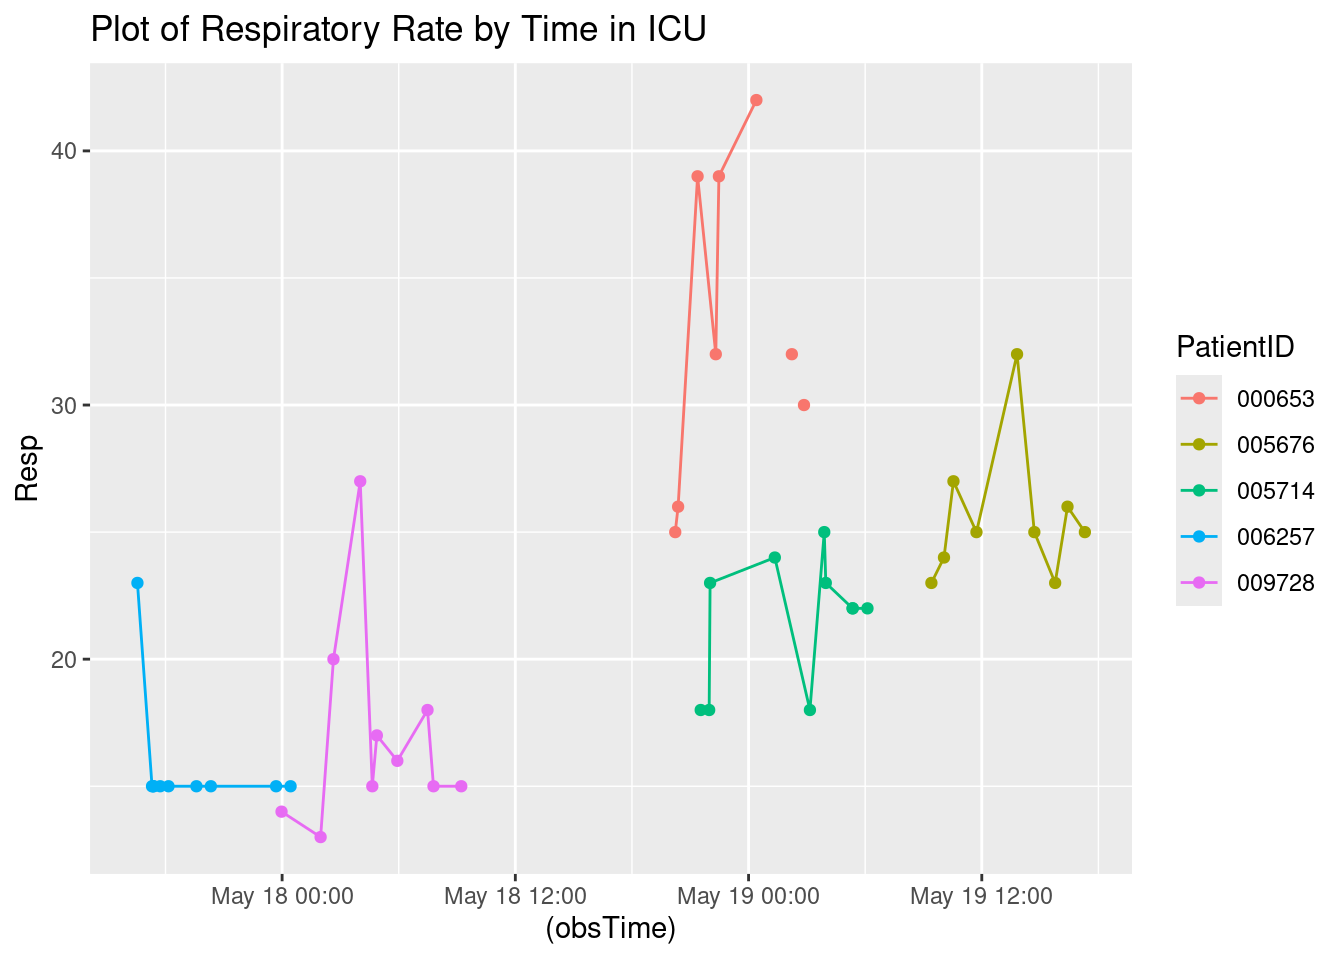 Plot of Respiratory Rate by Time in ICU
40
30
20
Resp
May 18 00:00
May 18 12:00
May 19 00:00
May 19 12:00
(obsTime)
PatientID
000653
005676
005714
006257
009728